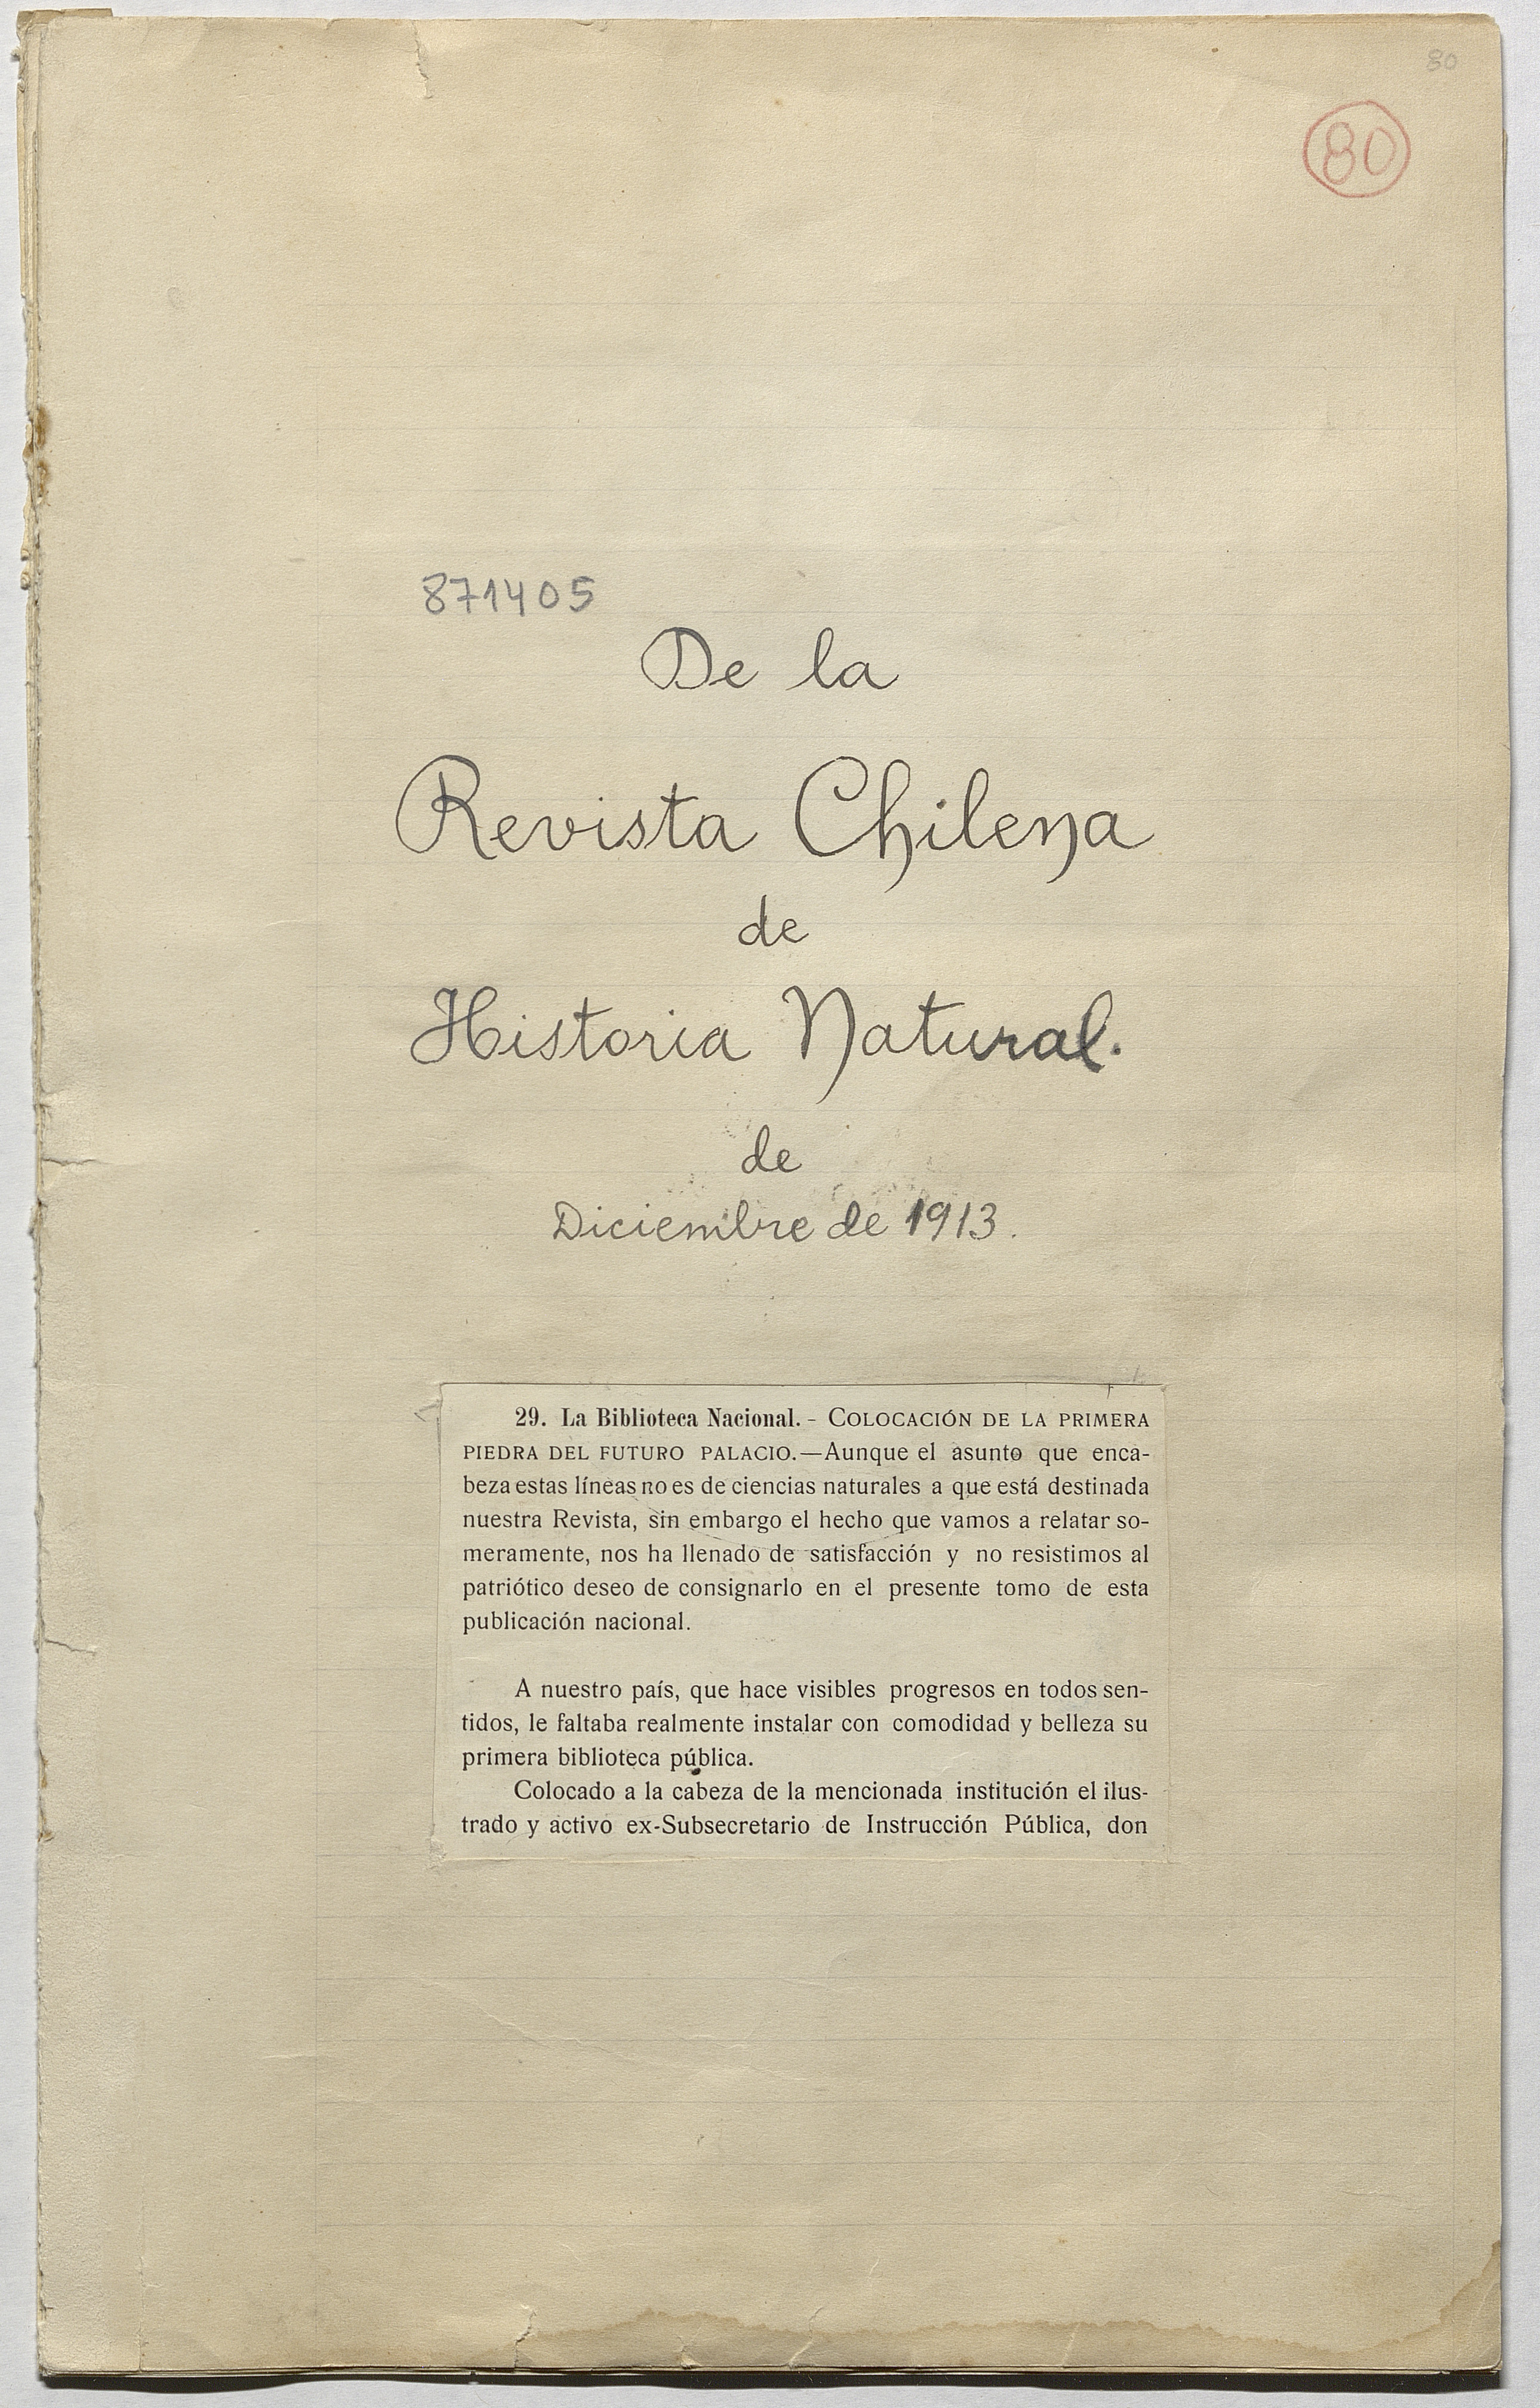 80
80
871405
De la
Revista Chilena
de
Historia Natural.
de
Diciembre de 1913.
29. La Biblioteca Nacional. - COLOCACIÓN DE LA PRIMERA
PIEDRA DEL FUTURO PALACIO.—Aunque el asunto que enca-
beza estas líneas no es de ciencias naturales a que está destinada
nuestra Revista, sin embargo el hecho que vamos a relatar so-
meramente, nos ha llenado de satisfacción y no resistimos al
patriótico deseo de consignarlo en el presente tomo de esta
publicación nacional.
A nuestro país, que hace visibles progresos en todos sen-
tidos, le faltaba realmente instalar con comodidad y belleza su
primera biblioteca pública.
Colocado a la cabeza de la mencionada institución el ilus-
trado y activo ex-Subsecretario de Instrucción Pública, don